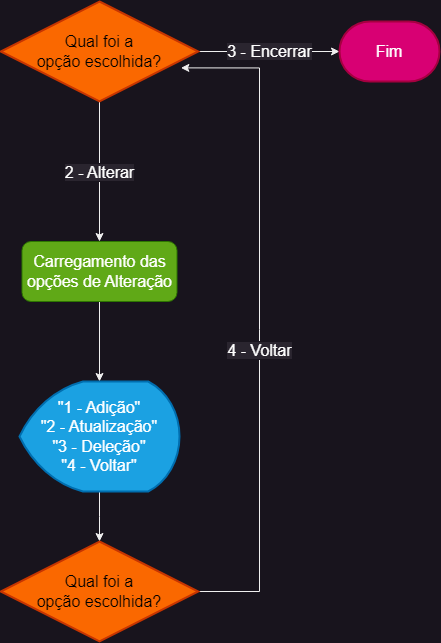 Qual foi a
opção escolhida?
3 - Encerrar
Fim
2 - Alterar
Carregamento das
opções de Alteração
4 - Voltar
"1 - Adição"
"2 - Atualização"
"3 - Deleção"
"4 - Voltar"
Qual foi a
opção escolhida?